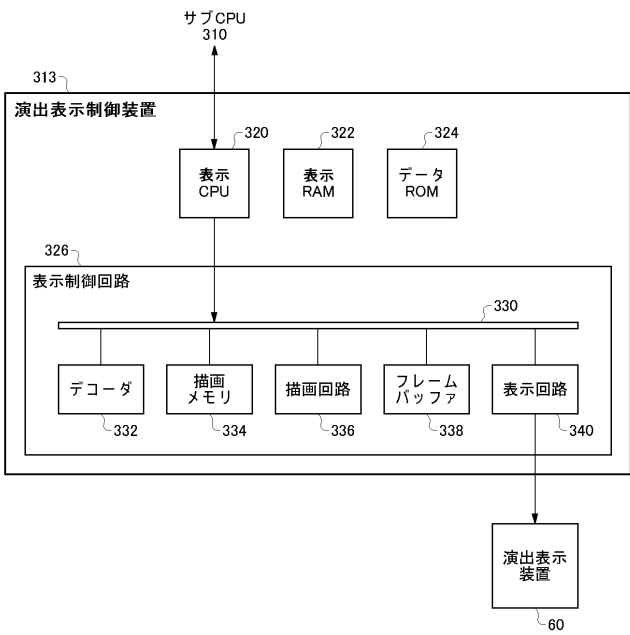 サブCPU
310
313
演出表示制御装置
320
322
324
表示
CPU
表示
RAM
データ
ROM
326
表示制御回路
330
デコーダ
描画
メモリ
描画回路
フレーム
バッファ
表示回路
332
334
336
338
340
演出表示
装置
60